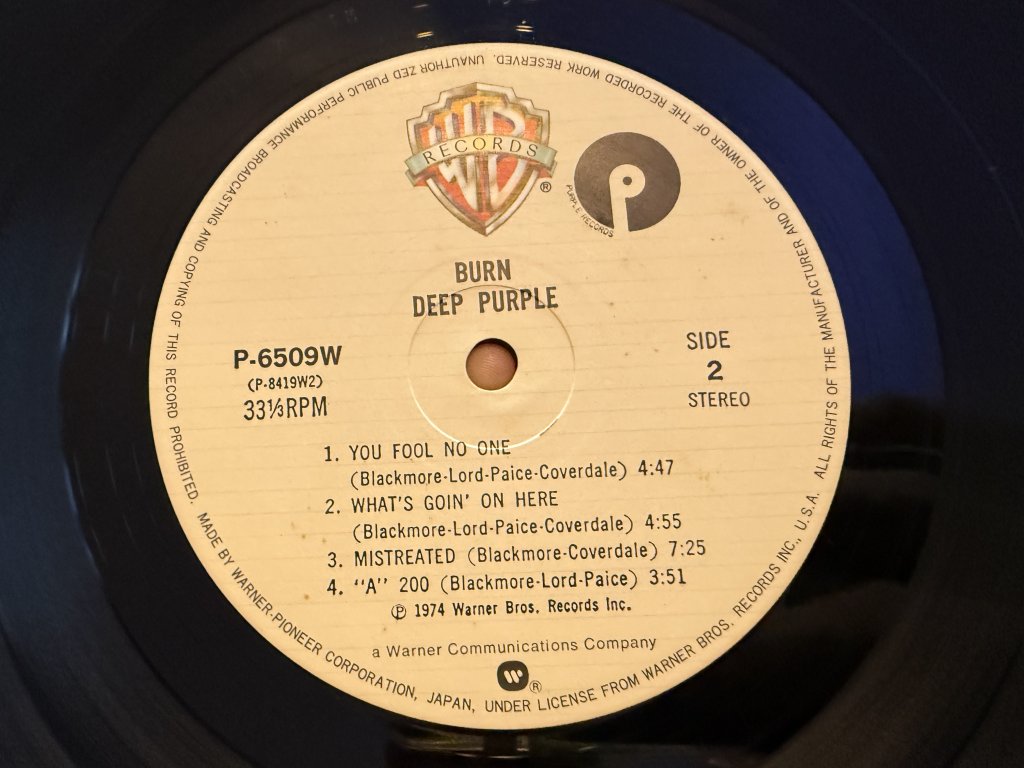 WB
RECORDS
®
P
PURPLE RECORDS
BURN
DEEP PURPLE
P-6509W
(P-8419W2)
33⅓RPM
SIDE
2
STEREO
1. YOU FOOL NO ONE
(Blackmore-Lord-Paice-Coverdale) 4:47
2. WHAT'S GOIN' ON HERE
(Blackmore-Lord-Paice-Coverdale) 4:55
3. MISTREATED (Blackmore-Coverdale) 7:25
4. "A" 200 (Blackmore-Lord-Paice) 3:51
℗ 1974 Warner Bros. Records Inc.
a Warner Communications Company
W ®
MADE BY WARNER-PIONEER CORPORATION, JAPAN, UNDER LICENSE FROM WARNER BROS. RECORDS INC., U.S.A. ALL RIGHTS OF THE MANUFACTURER AND OF THE OWNER OF THE RECORDED WORK RESERVED. UNAUTHOR ZED PUBLIC PERFORMANCE BROADCASTING AND COPYING OF THIS RECORD PROHIBITED.